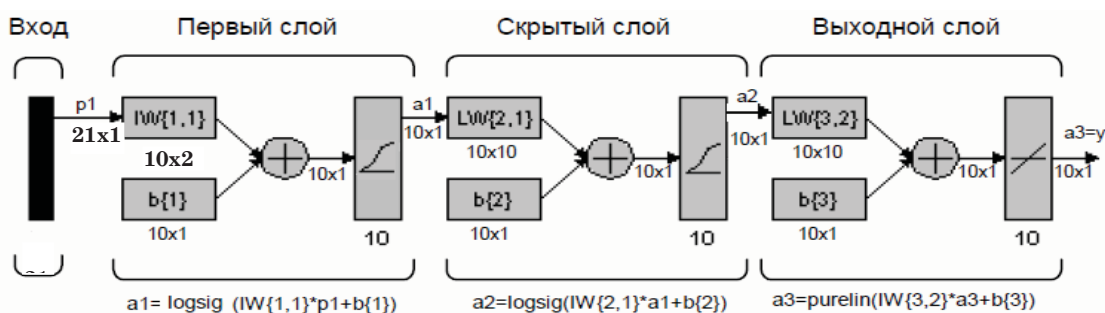 Вход
Первый слой
Скрытый слой
Выходной слой
p1
21x1
IW{1,1}
10x2
b{1}
10x1
10x1
10
a1
10x1
LW{2,1}
10x10
b{2}
10x1
10x1
10
a2
10x1
LW{3,2}
10x10
b{3}
10x1
10x1
10
a3=y
10x1
a1= logsig (IW{1,1}*p1+b{1})
a2=logsig(IW{2,1}*a1+b{2})
a3=purelin(IW{3,2}*a3+b{3})